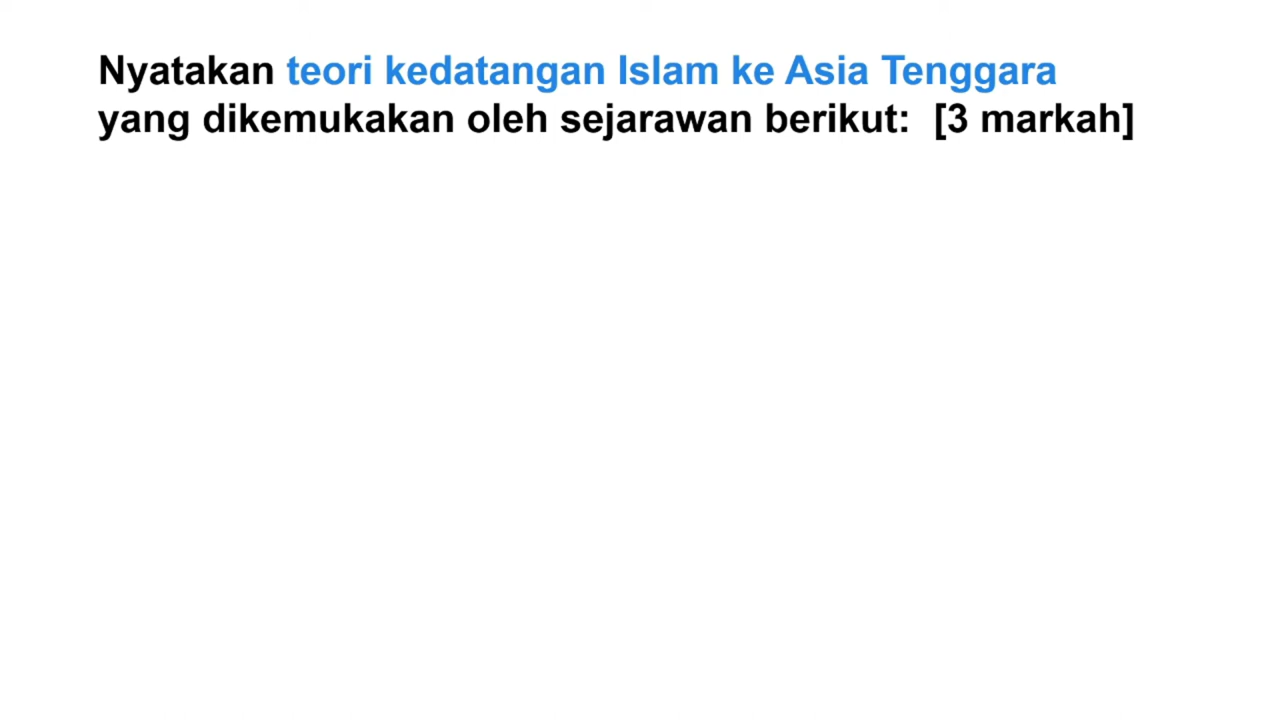 Nyatakan teori kedatangan Islam ke Asia Tenggara
yang dikemukakan oleh sejarawan berikut: [3 markah]